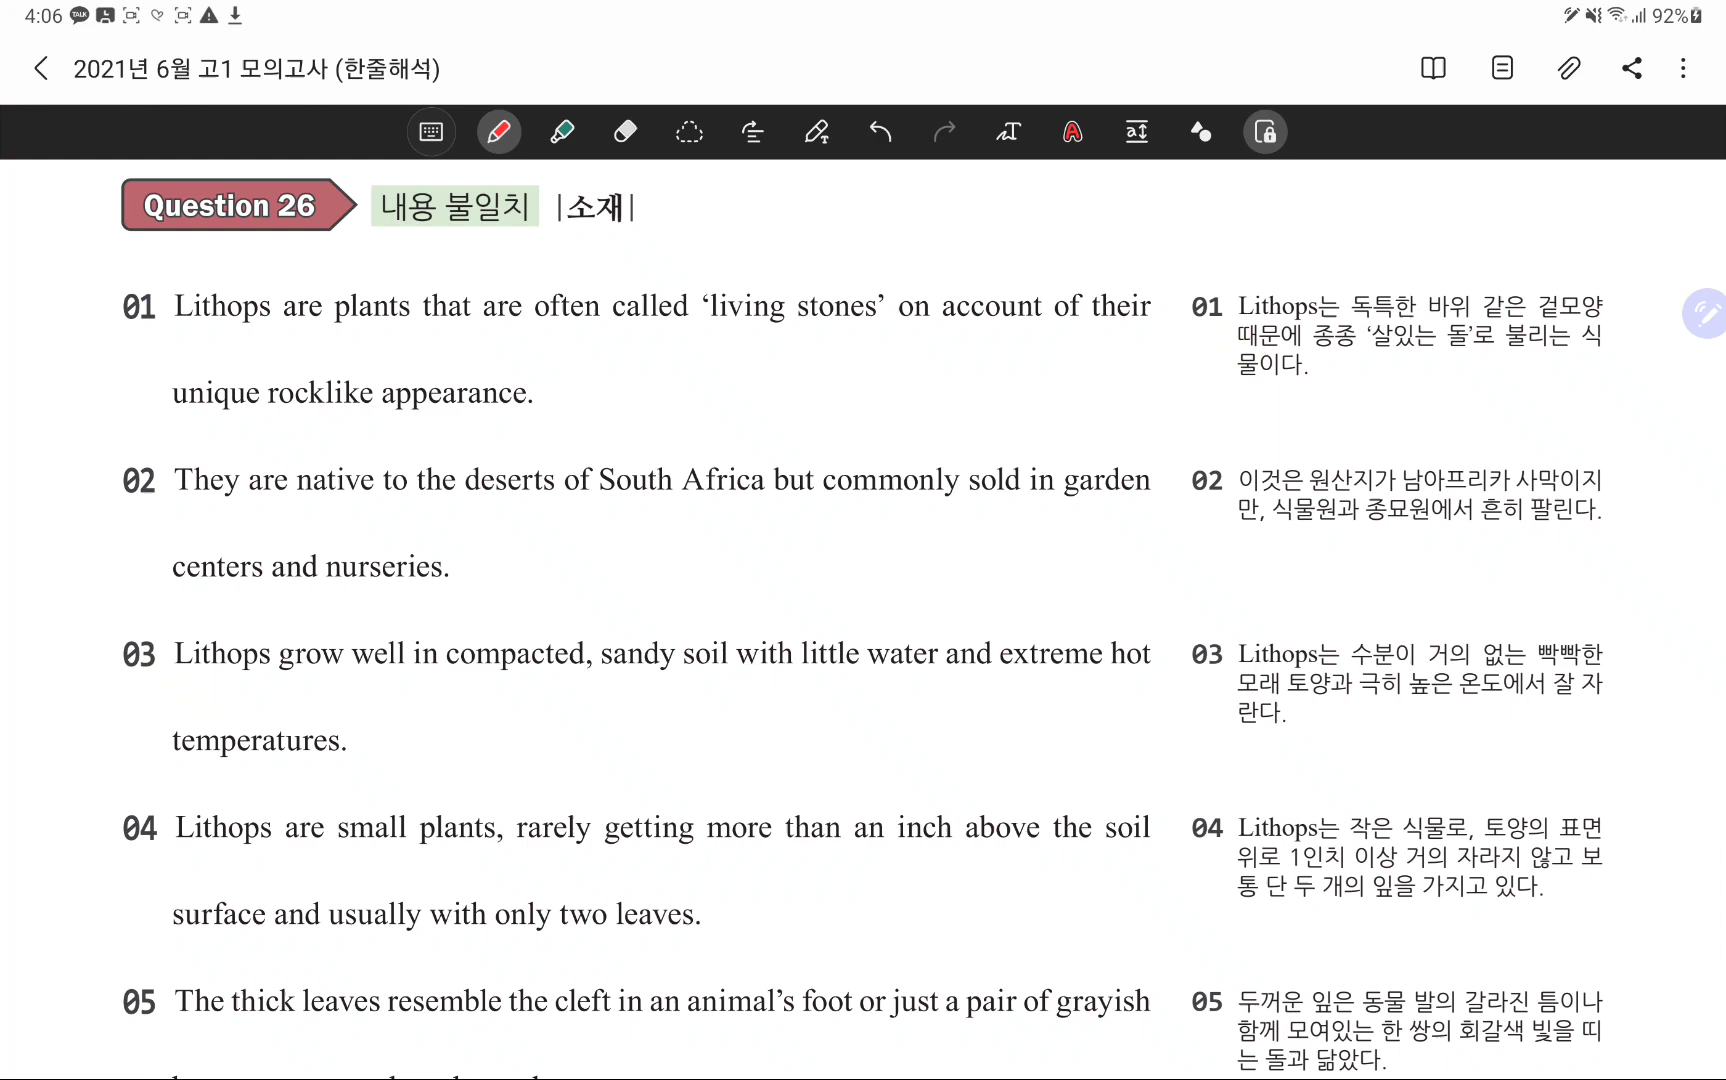 4:06
92%
2021년 6월 고1 모의고사 (한줄해석)
Question 26 내용 불일치 |소재|
01 Lithops are plants that are often called ‘living stones’ on account of their
unique rocklike appearance.
01 Lithops는 독특한 바위 같은 겉모양
때문에 종종 ‘살있는 돌’로 불리는 식
물이다.
02 They are native to the deserts of South Africa but commonly sold in garden
centers and nurseries.
02 이것은 원산지가 남아프리카 사막이지
만, 식물원과 종묘원에서 흔히 팔린다.
03 Lithops grow well in compacted, sandy soil with little water and extreme hot
temperatures.
03 Lithops는 수분이 거의 없는 빡빡한
모래 토양과 극히 높은 온도에서 잘 자
란다.
04 Lithops are small plants, rarely getting more than an inch above the soil
surface and usually with only two leaves.
04 Lithops는 작은 식물로, 토양의 표면
위로 1인치 이상 거의 자라지 않고 보
통 단 두 개의 잎을 가지고 있다.
05 The thick leaves resemble the cleft in an animal’s foot or just a pair of grayish
05 두꺼운 잎은 동물 발의 갈라진 틈이나
함께 모여있는 한 쌍의 회갈색 빛을 띠
는 돌과 닮았다.